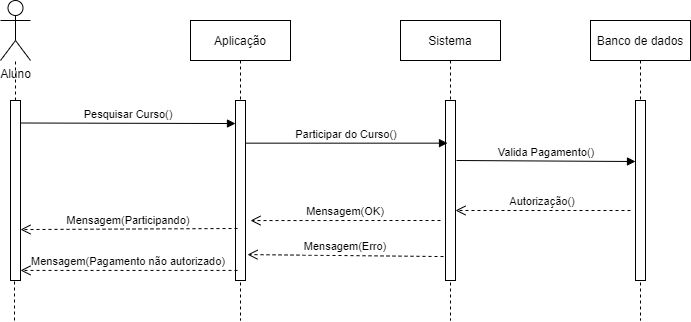 Aluno
Aplicação
Sistema
Banco de dados
Pesquisar Curso()
Participar do Curso()
Valida Pagamento()
Autorização()
Mensagem(OK)
Mensagem(Participando)
Mensagem(Erro)
Mensagem(Pagamento não autorizado)